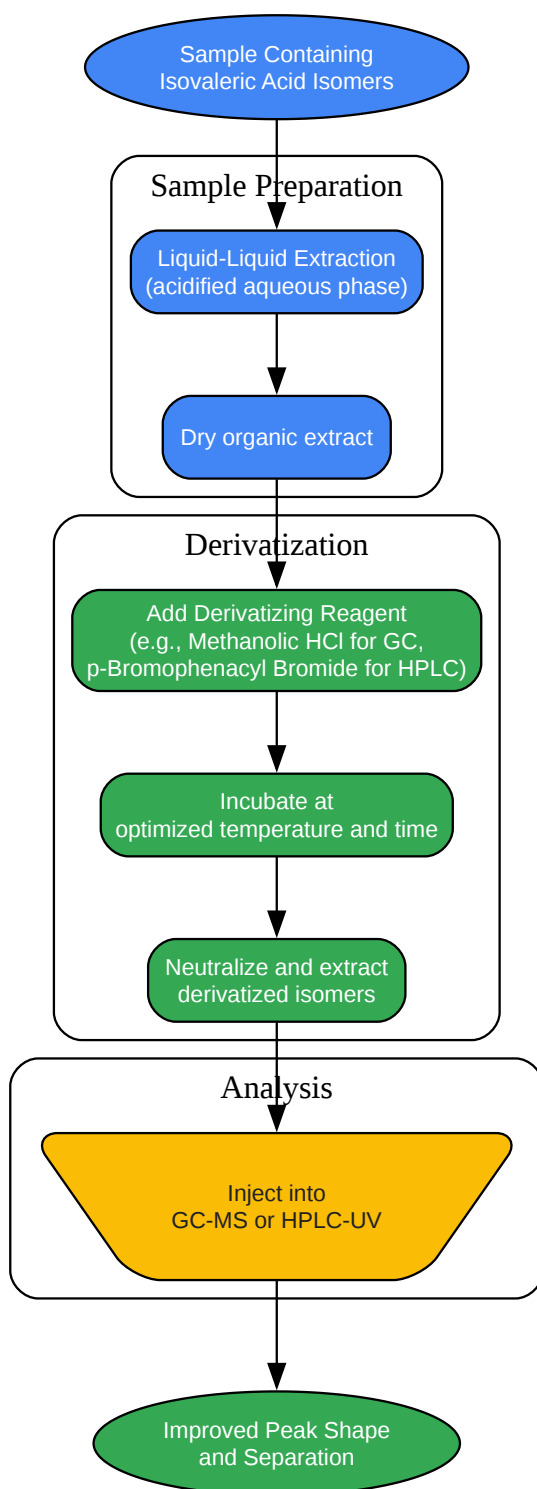 Sample Containing
Isovaleric Acid Isomers
Sample Preparation
Liquid-Liquid Extraction
(acidified aqueous phase)
Dry organic extract
Derivatization
Add Derivatizing Reagent
(e.g., Methanolic HCl for GC,
p-Bromophenacyl Bromide for HPLC)
Incubate at
optimized temperature and time
Neutralize and extract
derivatized isomers
Analysis
Inject into
GC-MS or HPLC-UV
Improved Peak Shape
and Separation